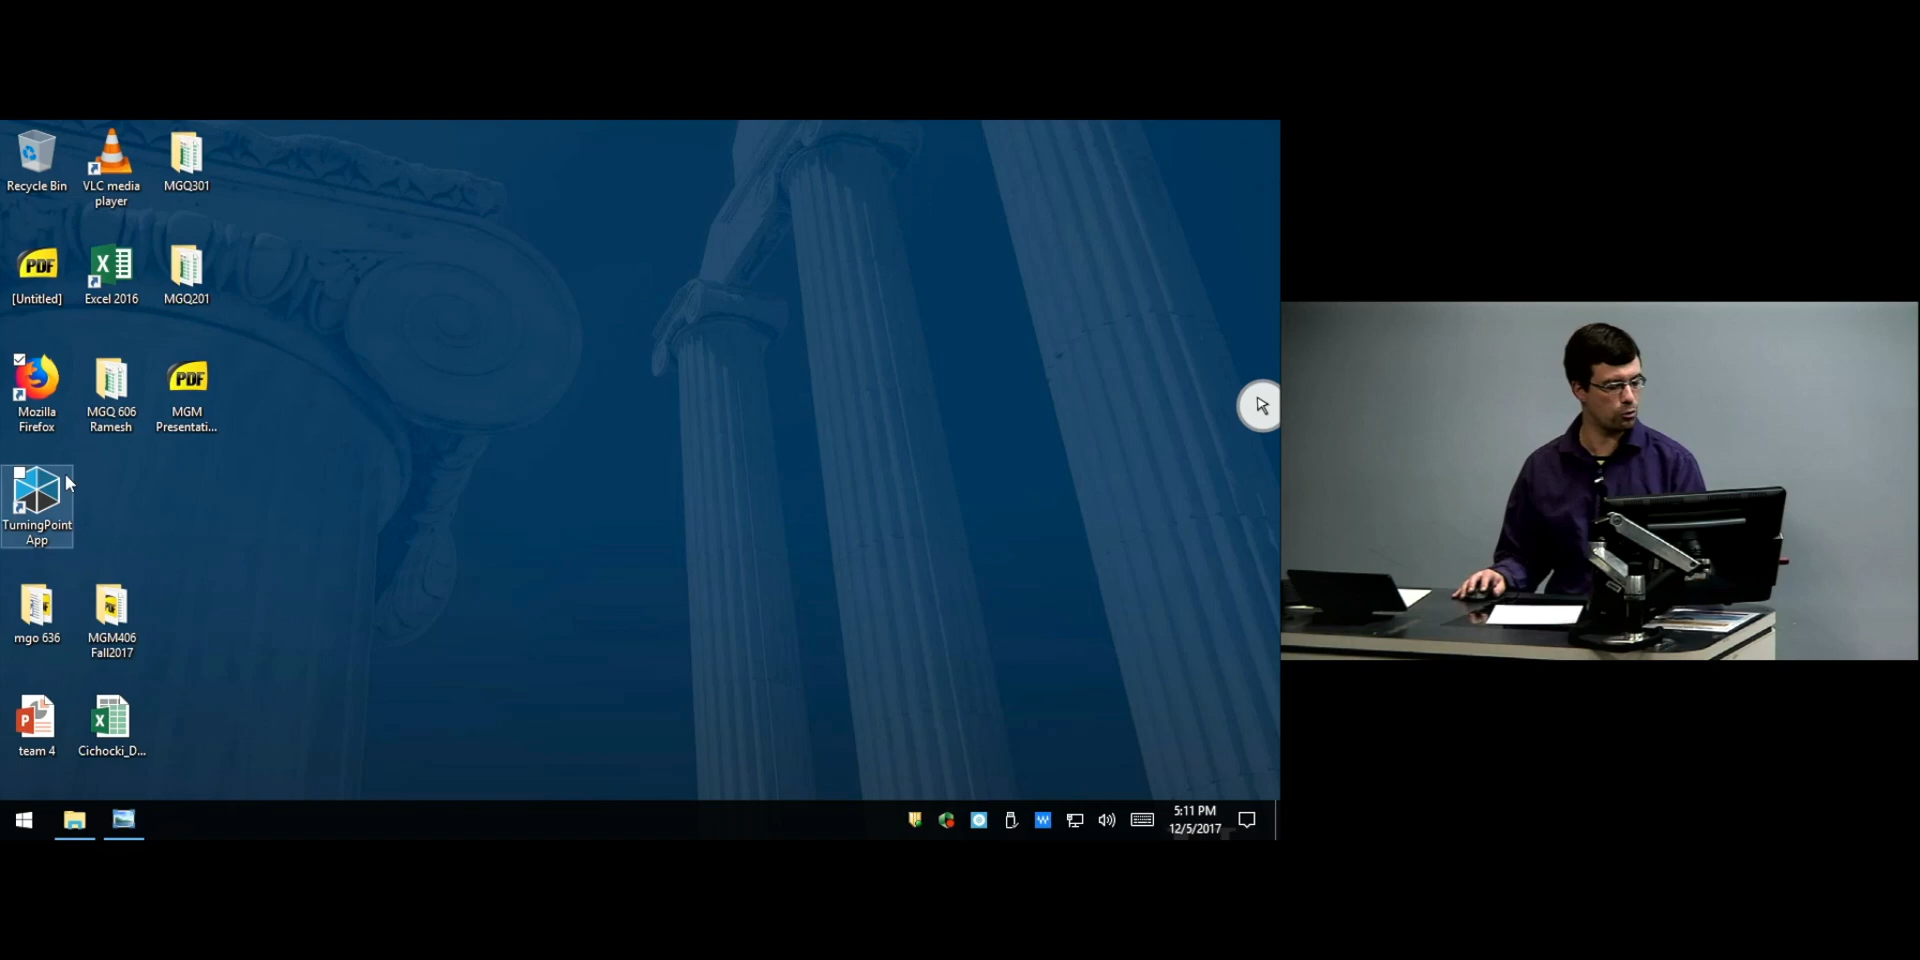 Recycle Bin
VLC media
player
MGQ301
PDF
[Untitled]
Excel 2016
MGQ201
Mozilla
Firefox
MGQ 606
Ramesh
PDF
MGM
Presentati...
TurningPoint
App
mgo 636
MGM406
Fall2017
team 4
Cichocki_D...
5:11 PM
12/5/2017